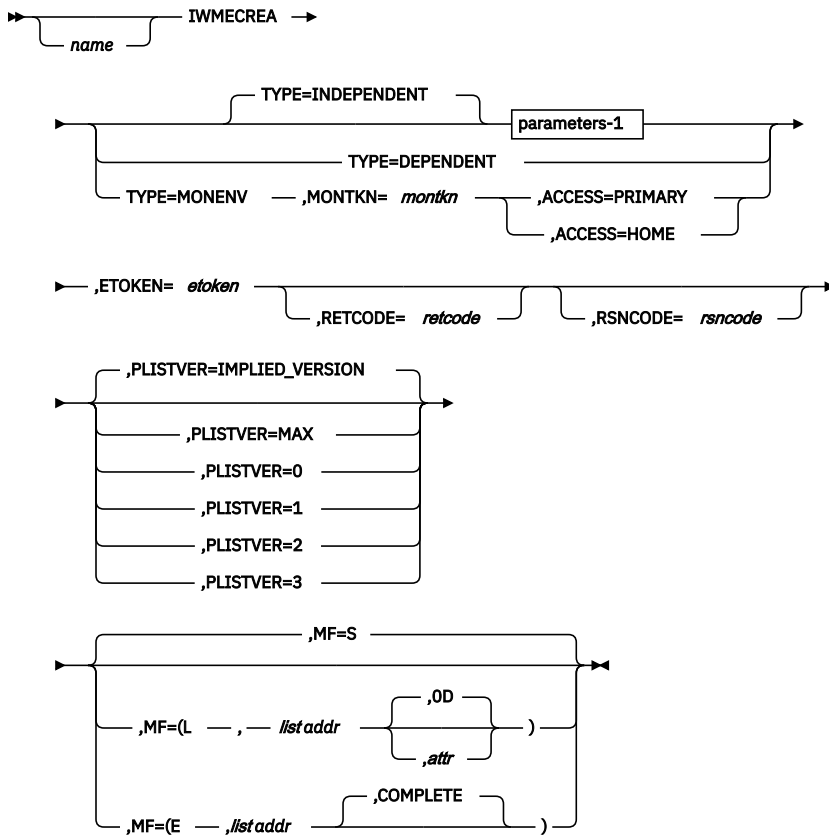 IWMECREA
name
TYPE=INDEPENDENT
parameters-1
TYPE=DEPENDENT
TYPE=MONENV ,MONTKN= montkn ,ACCESS=PRIMARY
,ACCESS=HOME
,ETOKEN= etoken
,RETCODE= retcode ,RSNCODE= rsncode
,PLISTVER=IMPLIED_VERSION
,PLISTVER=MAX
,PLISTVER=0
,PLISTVER=1
,PLISTVER=2
,PLISTVER=3
,MF=S
,0D
,MF=(L , list addr )
,attr
,COMPLETE
,MF=(E ,list addr )